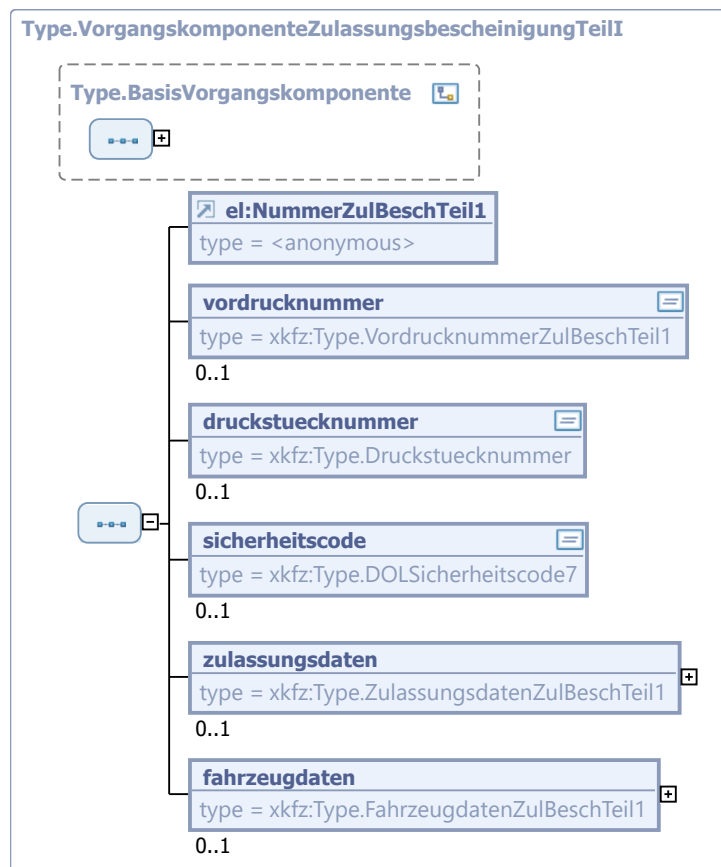 Type.VorgangskomponenteZulassungsbescheinigungTeilI
Type.BasisVorgangskomponente
el:NummerZulBeschTeil1
type = <anonymous>
vordrucknummer
type = xkfz:Type.VordrucknummerZulBeschTeil1
0..1
druckstuecknummer
type = xkfz:Type.Druckstuecknummer
0..1
sicherheitscode
type = xkfz:Type.DOLSicherheitscode7
0..1
zulassungsdaten
type = xkfz:Type.ZulassungsdatenZulBeschTeil1
0..1
fahrzeugdaten
type = xkfz:Type.FahrzeugdatenZulBeschTeil1
0..1